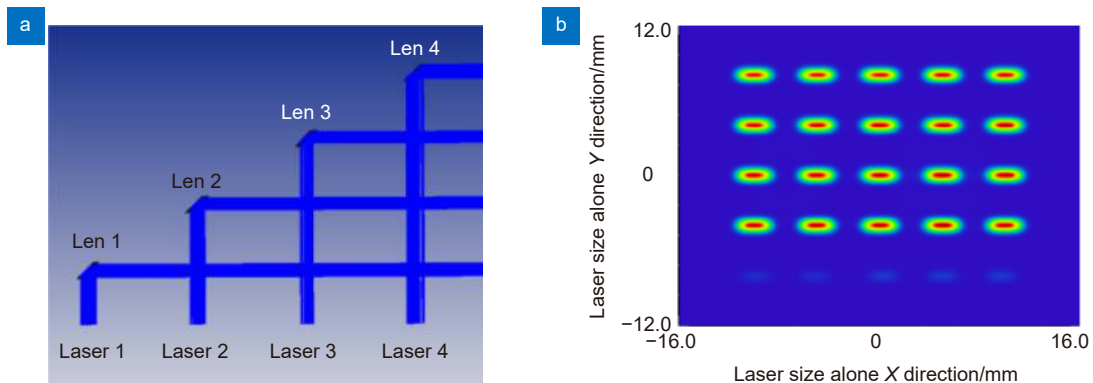 a
Len 4
Len 3
Len 2
Len 1
Laser 1 Laser 2 Laser 3 Laser 4
b
Laser size alone Y direction/mm
12.0
0
−12.0
−16.0 0 16.0
Laser size alone X direction/mm